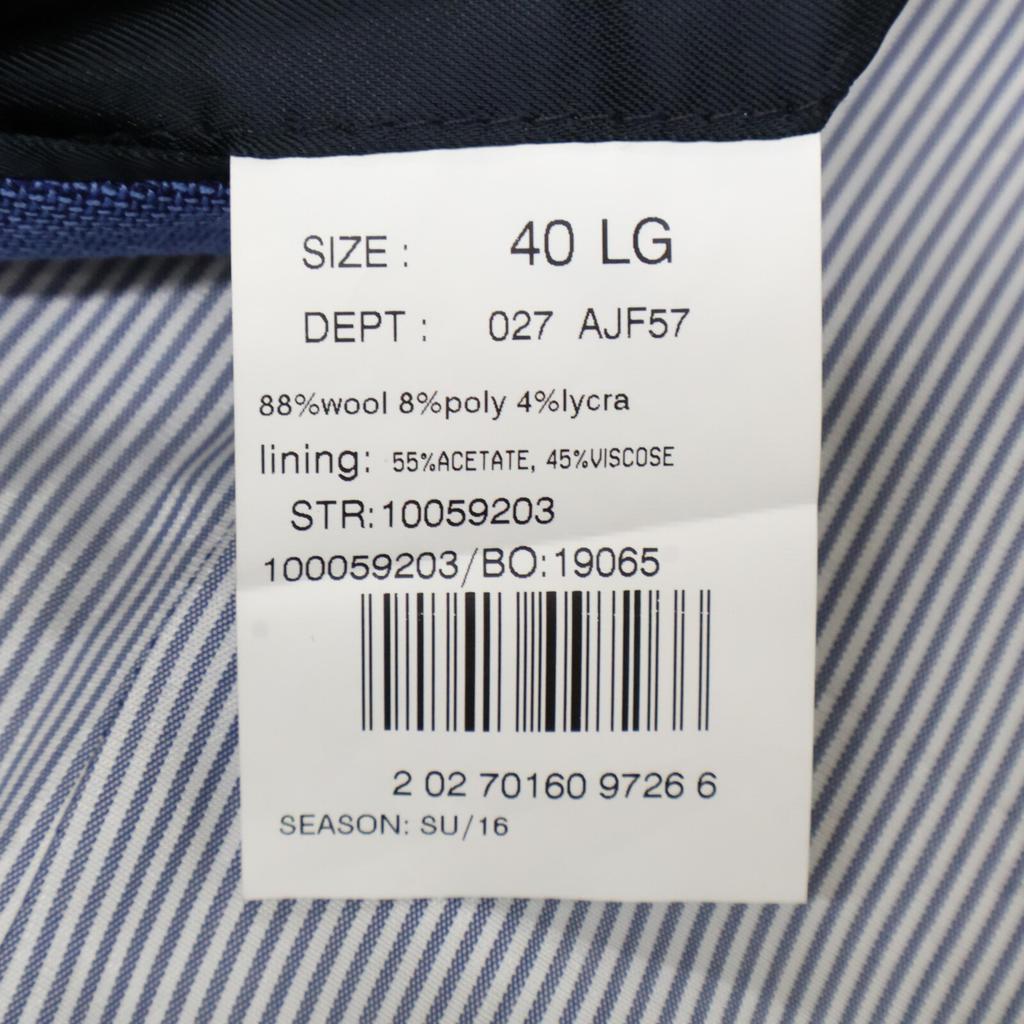 SIZE : 40 LG
DEPT : 027 AJF57
88%wool 8%poly 4%lycra
lining: 55%ACETATE, 45%VISCOSE
STR:10059203
100059203/BO:19065
2 02 70160 9726 6
SEASON: SU/16